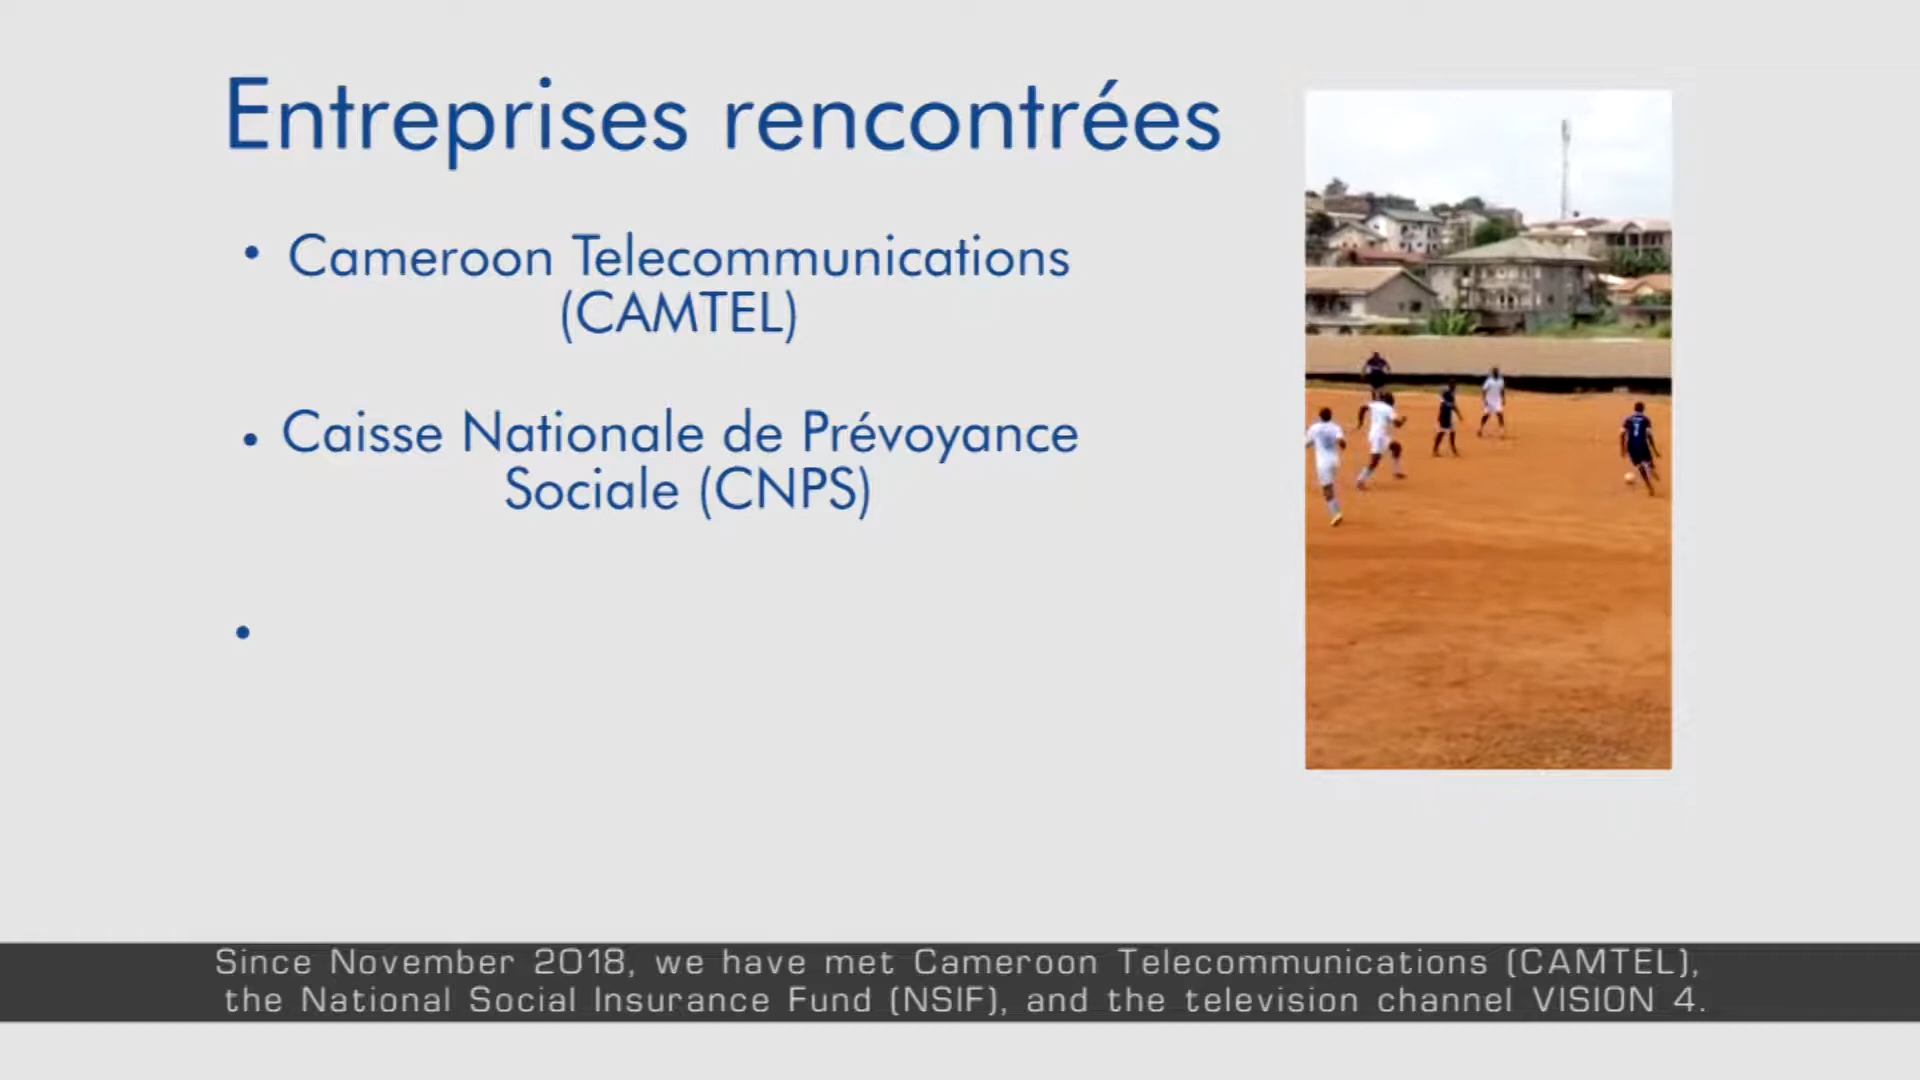 Entreprises rencontrées
• Cameroon Telecommunications
(CAMTEL)
• Caisse Nationale de Prévoyance
Sociale (CNPS)
•
Since November 2018, we have met Cameroon Telecommunications (CAMTEL),
the National Social Insurance Fund (NSIF), and the television channel VISION 4.